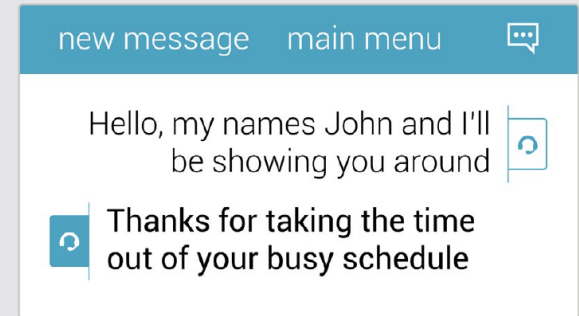 new message main menu
Hello, my names John and I'll
be showing you around
Thanks for taking the time
out of your busy schedule